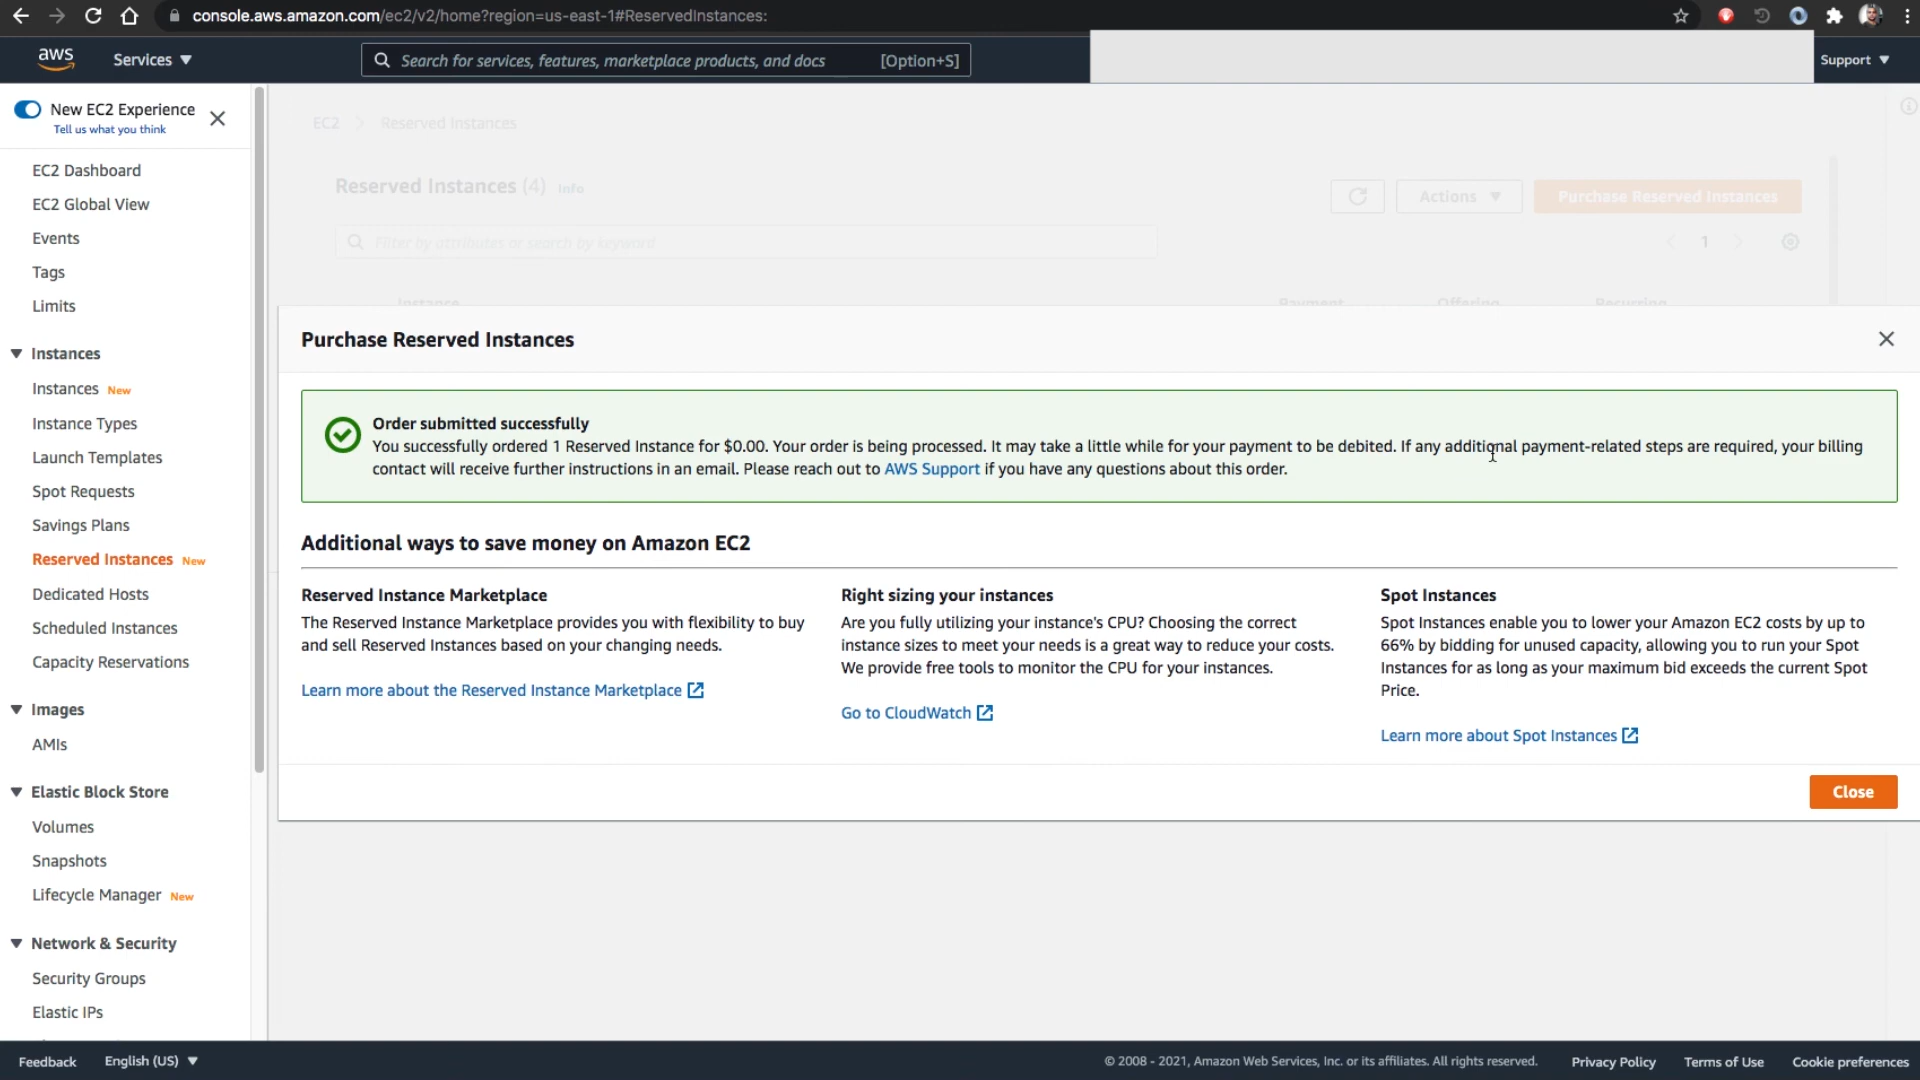 console.aws.amazon.com/ec2/v2/home?region=us-east-1#ReservedInstances:
aws
Services
Search for services, features, marketplace products, and docs [Option+S]
Support
New EC2 Experience
Tell us what you think
EC2 Dashboard
EC2 Global View
Events
Tags
Limits
Instances
Instances New
Instance Types
Launch Templates
Spot Requests
Savings Plans
Reserved Instances New
Dedicated Hosts
Scheduled Instances
Capacity Reservations
Images
AMIs
Elastic Block Store
Volumes
Snapshots
Lifecycle Manager New
Network & Security
Security Groups
Elastic IPs
EC2 > Reserved Instances
Reserved Instances (4) Info
Actions
Purchase Reserved Instances
Filter by attributes or search by keyword
1
Instance Payment Offering Recurring
Purchase Reserved Instances
Order submitted successfully
You successfully ordered 1 Reserved Instance for $0.00. Your order is being processed. It may take a little while for your payment to be debited. If any additional payment-related steps are required, your billing
contact will receive further instructions in an email. Please reach out to AWS Support if you have any questions about this order.
Additional ways to save money on Amazon EC2
Reserved Instance Marketplace
The Reserved Instance Marketplace provides you with flexibility to buy
and sell Reserved Instances based on your changing needs.
Learn more about the Reserved Instance Marketplace
Right sizing your instances
Are you fully utilizing your instance's CPU? Choosing the correct
instance sizes to meet your needs is a great way to reduce your costs.
We provide free tools to monitor the CPU for your instances.
Go to CloudWatch
Spot Instances
Spot Instances enable you to lower your Amazon EC2 costs by up to
66% by bidding for unused capacity, allowing you to run your Spot
Instances for as long as your maximum bid exceeds the current Spot
Price.
Learn more about Spot Instances
Close
Feedback
English (US)
© 2008 - 2021, Amazon Web Services, Inc. or its affiliates. All rights reserved.
Privacy Policy
Terms of Use
Cookie preferences